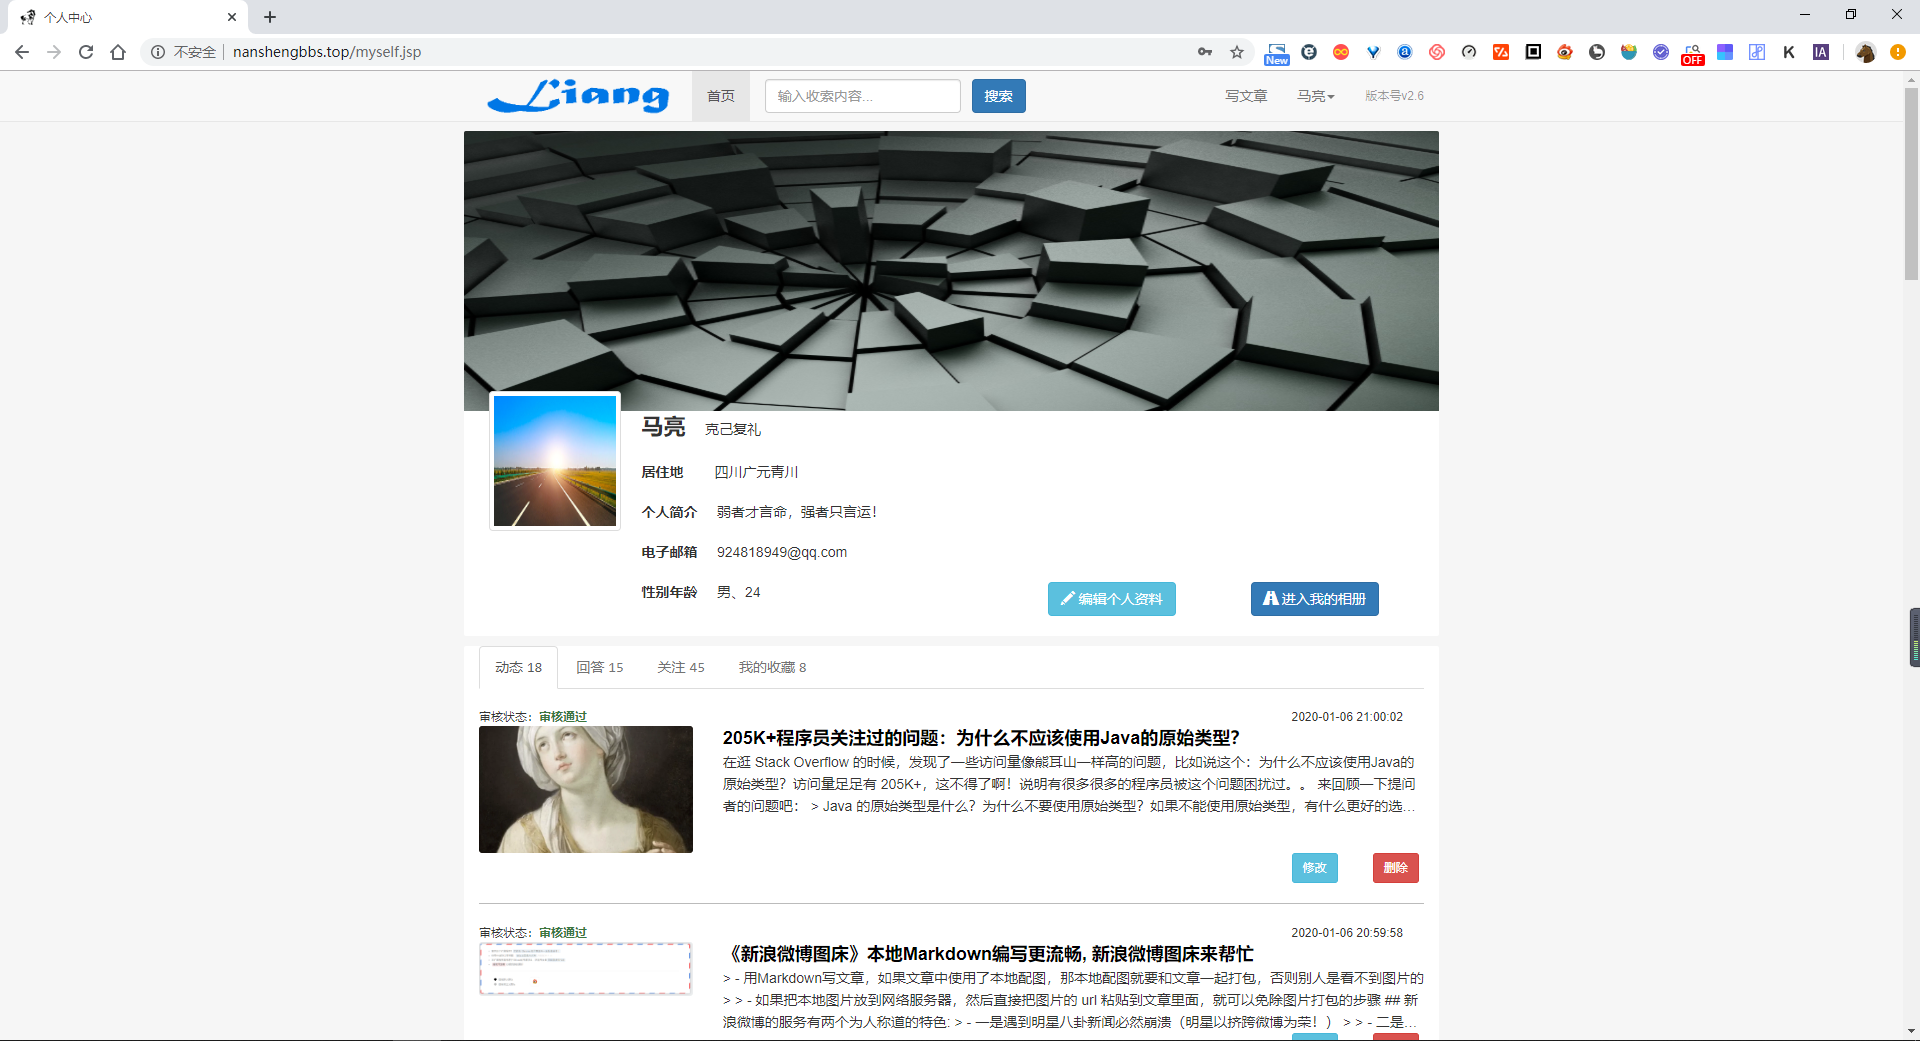 个人中心
不安全 | nanshengbbs.top/myself.jsp
New
OFF
K
IA
Liang
首页
输入收索内容...
搜索
写文章
马亮
版本号v2.6
马亮 克己复礼
居住地 四川广元青川
个人简介 弱者才言命，强者只言运！
电子邮箱 924818949@qq.com
性别年龄 男、24
编辑个人资料
进入我的相册
动态 18
回答 15
关注 45
我的收藏 8
审核状态：审核通过
2020-01-06 21:00:02
205K+程序员关注过的问题：为什么不应该使用Java的原始类型？
在逛 Stack Overflow 的时候，发现了一些访问量像熊耳山一样高的问题，比如说这个：为什么不应该使用Java的
原始类型？访问量足足有 205K+，这不得了啊！说明有很多很多的程序员被这个问题困扰过。。 来回顾一下提问
者的问题吧： > Java 的原始类型是什么？为什么不要使用原始类型？如果不能使用原始类型，有什么更好的选...
修改
删除
审核状态：审核通过
2020-01-06 20:59:58
《新浪微博图床》本地Markdown编写更流畅, 新浪微博图床来帮忙
> - 用Markdown写文章，如果文章中使用了本地配图，那本地配图就要和文章一起打包，否则别人是看不到图片的
> > - 如果把本地图片放到网络服务器，然后直接把图片的 url 粘贴到文章里面，就可以免除图片打包的步骤 ## 新
浪微博的服务有两个为人称道的特色: > - 一是遇到明星八卦新闻必然崩溃（明星以挤跨微博为荣！） > > - 二是...